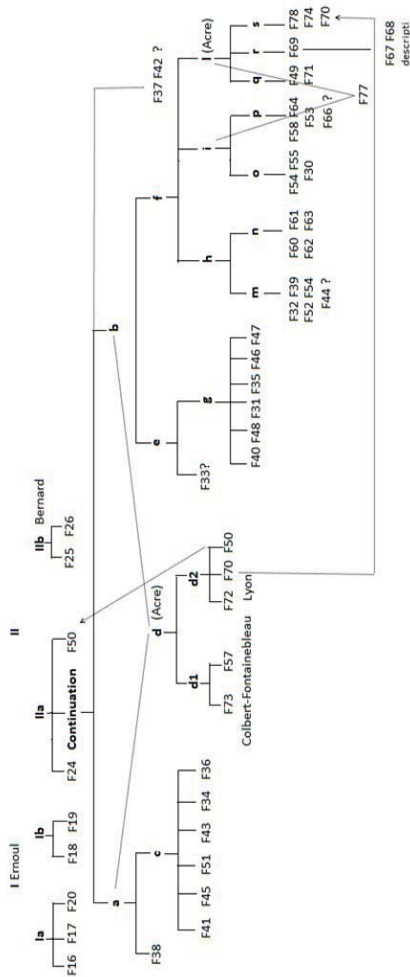 I Ernoul
II
Ia
Ib
IIa
IIb Bernard
F16 F17 F20
F18 F19
F24
Continuation
F50
F25 F26
a
b
F37 F42 ?
F38
c
d (Acre)
e
f
F41 F45 F51 F43 F34 F36
d1
d2
F73 F57
F72 F70 F50
Colbert-Fontainebleau
Lyon
F33?
g
F40 F48 F31 F35 F46 F47
h
i
l (Acre)
m
n
o
p
q
r
s
F32 F39
F52 F54
F44 ?
F60 F61
F62 F63
F54 F55
F30
F58 F64
F53
F66 ?
F49
F71
F69
F78
F74
F70
F77
F67 F68
descripti